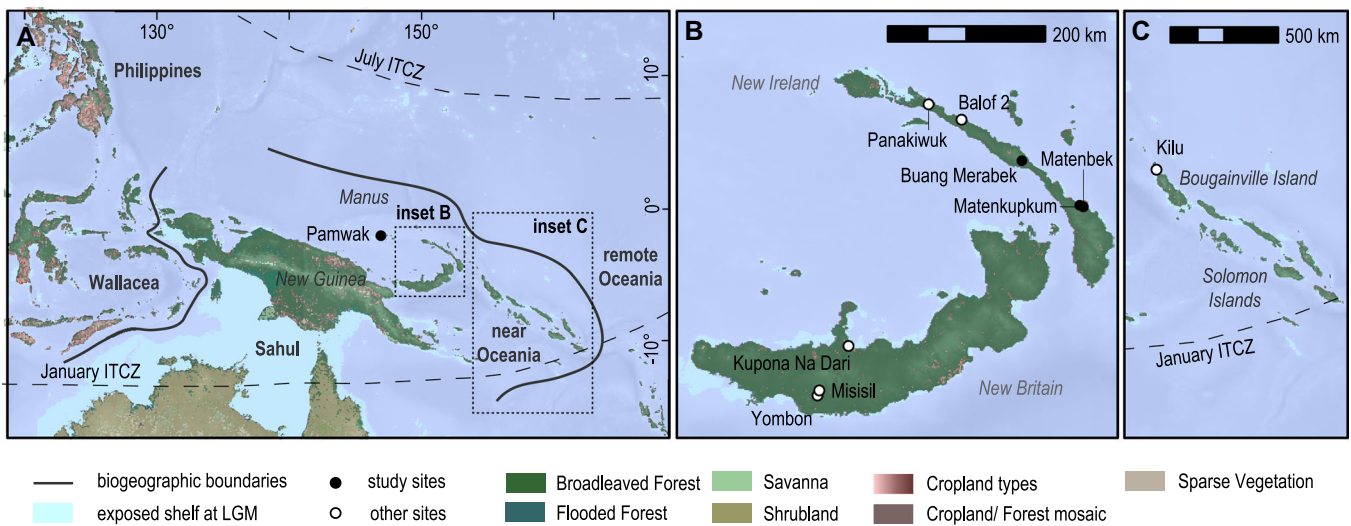 A
130°
150°
Philippines
July ITCZ
10°
Manus
inset B
inset C
0°
Pamwak
remote
Oceania
Wallacea
New Guinea
near
Oceania
Sahul
-10°
January ITCZ
B
200 km
New Ireland
Balof 2
Panakiwuk
Matenbek
Buang Merabek
Matenkupkum
Kupona Na Dari
Misisil
New Britain
Yombon
C
500 km
Kilu
Bougainville Island
Solomon
Islands
January ITCZ
biogeographic boundaries
study sites
Broadleaved Forest
Savanna
Cropland types
Sparse Vegetation
exposed shelf at LGM
other sites
Flooded Forest
Shrubland
Cropland/ Forest mosaic